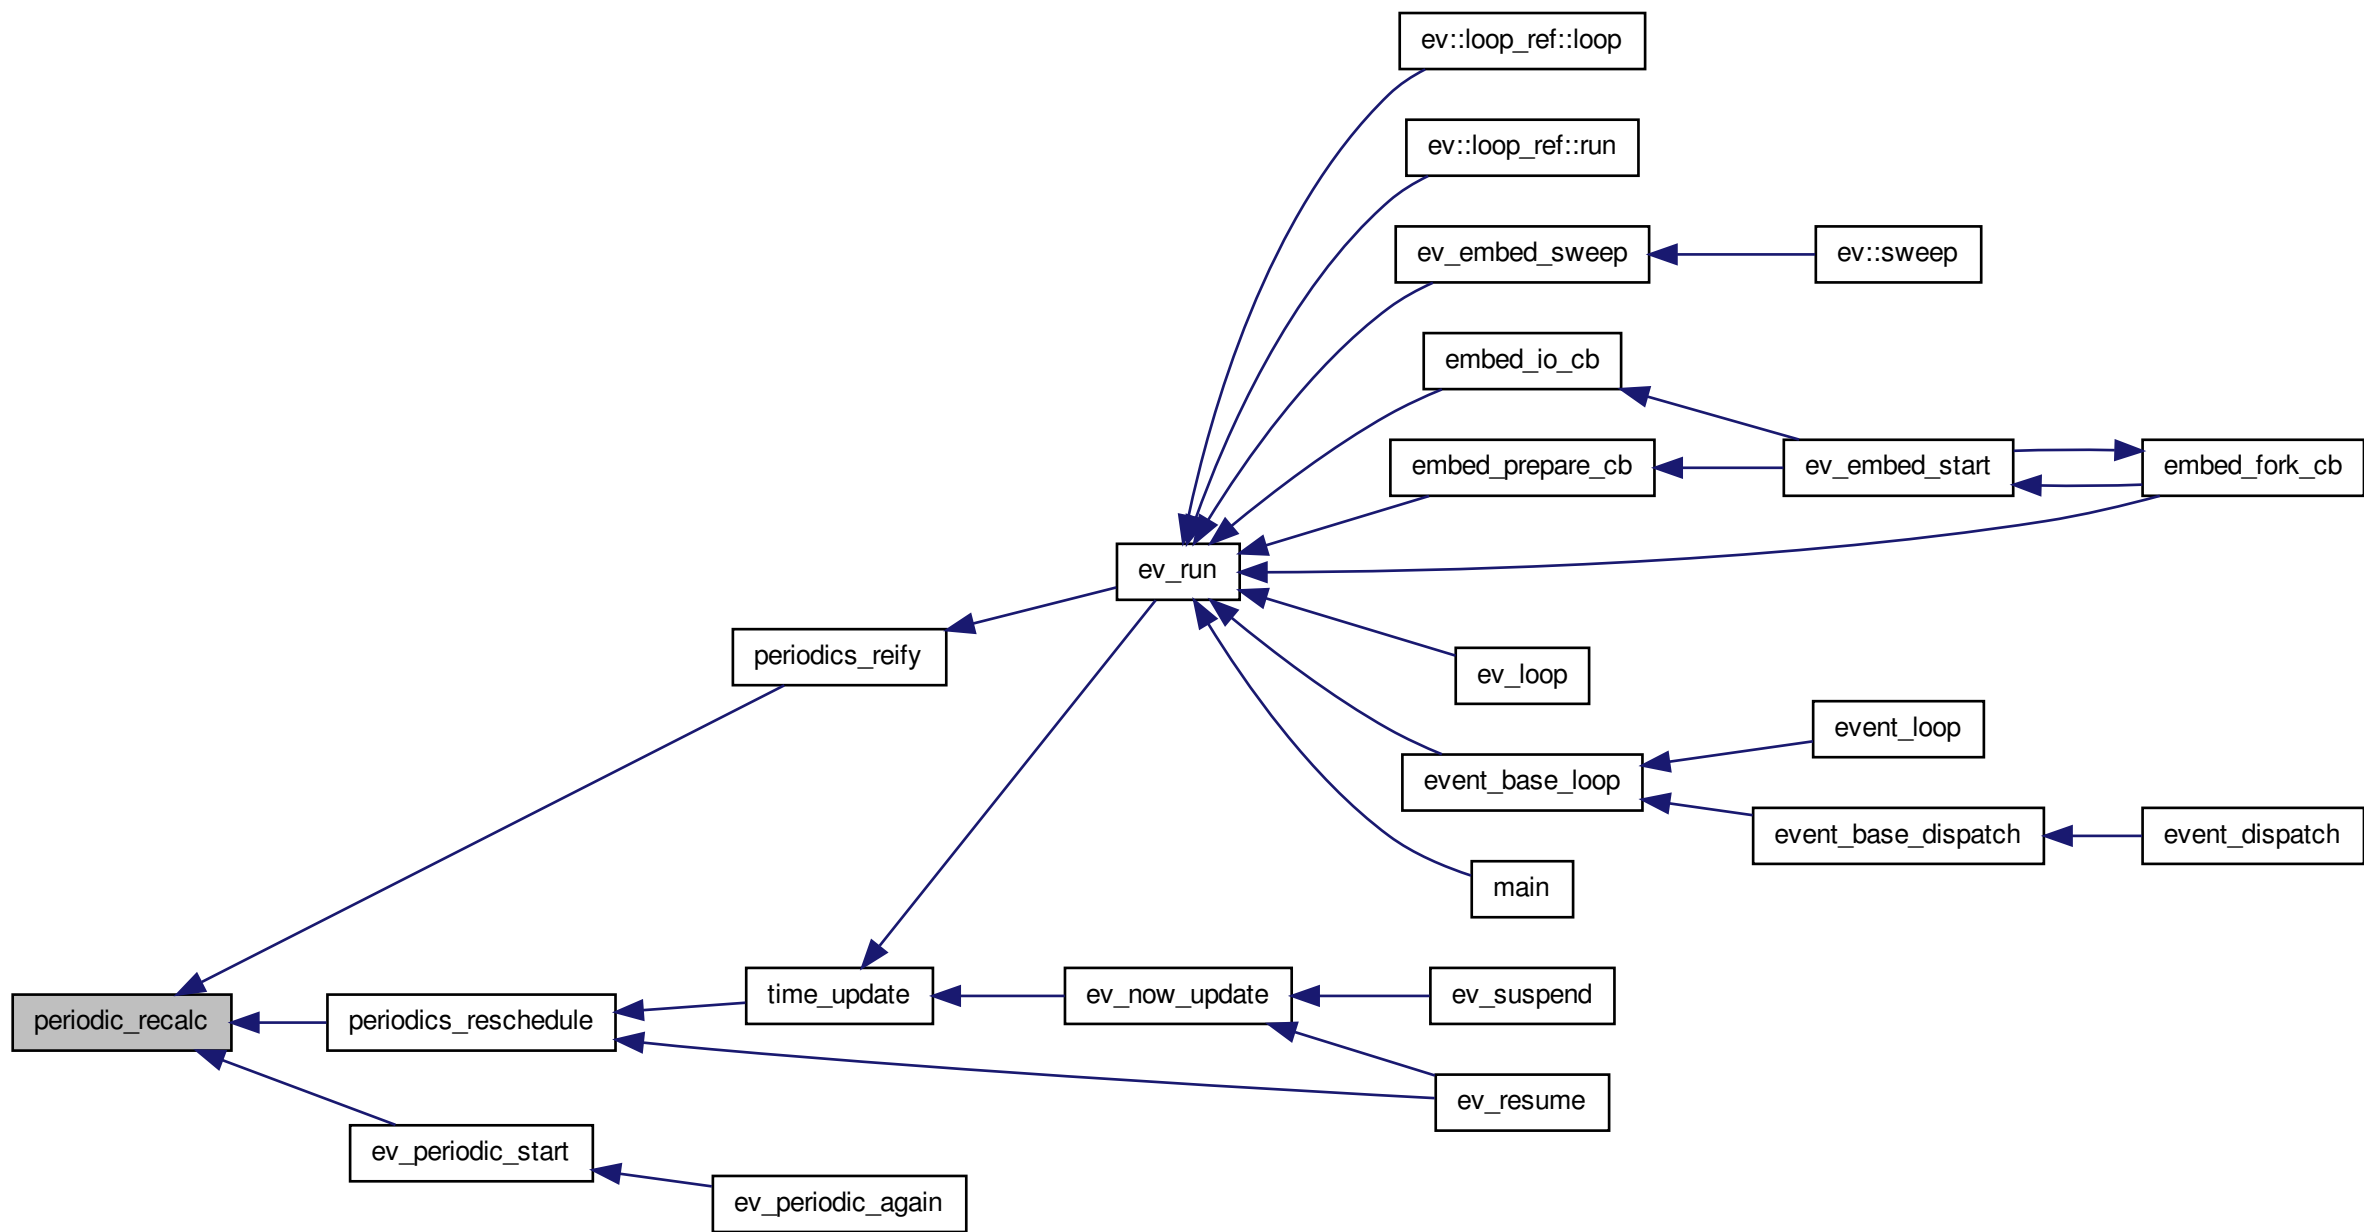 ev::loop_ref::loop
ev::loop_ref::run
ev_embed_sweep
ev::sweep
embed_io_cb
embed_prepare_cb
ev_embed_start
embed_fork_cb
ev_run
periodics_reify
ev_loop
event_loop
event_base_loop
event_base_dispatch
event_dispatch
main
time_update
ev_now_update
ev_suspend
periodic_recalc
periodics_reschedule
ev_resume
ev_periodic_start
ev_periodic_again